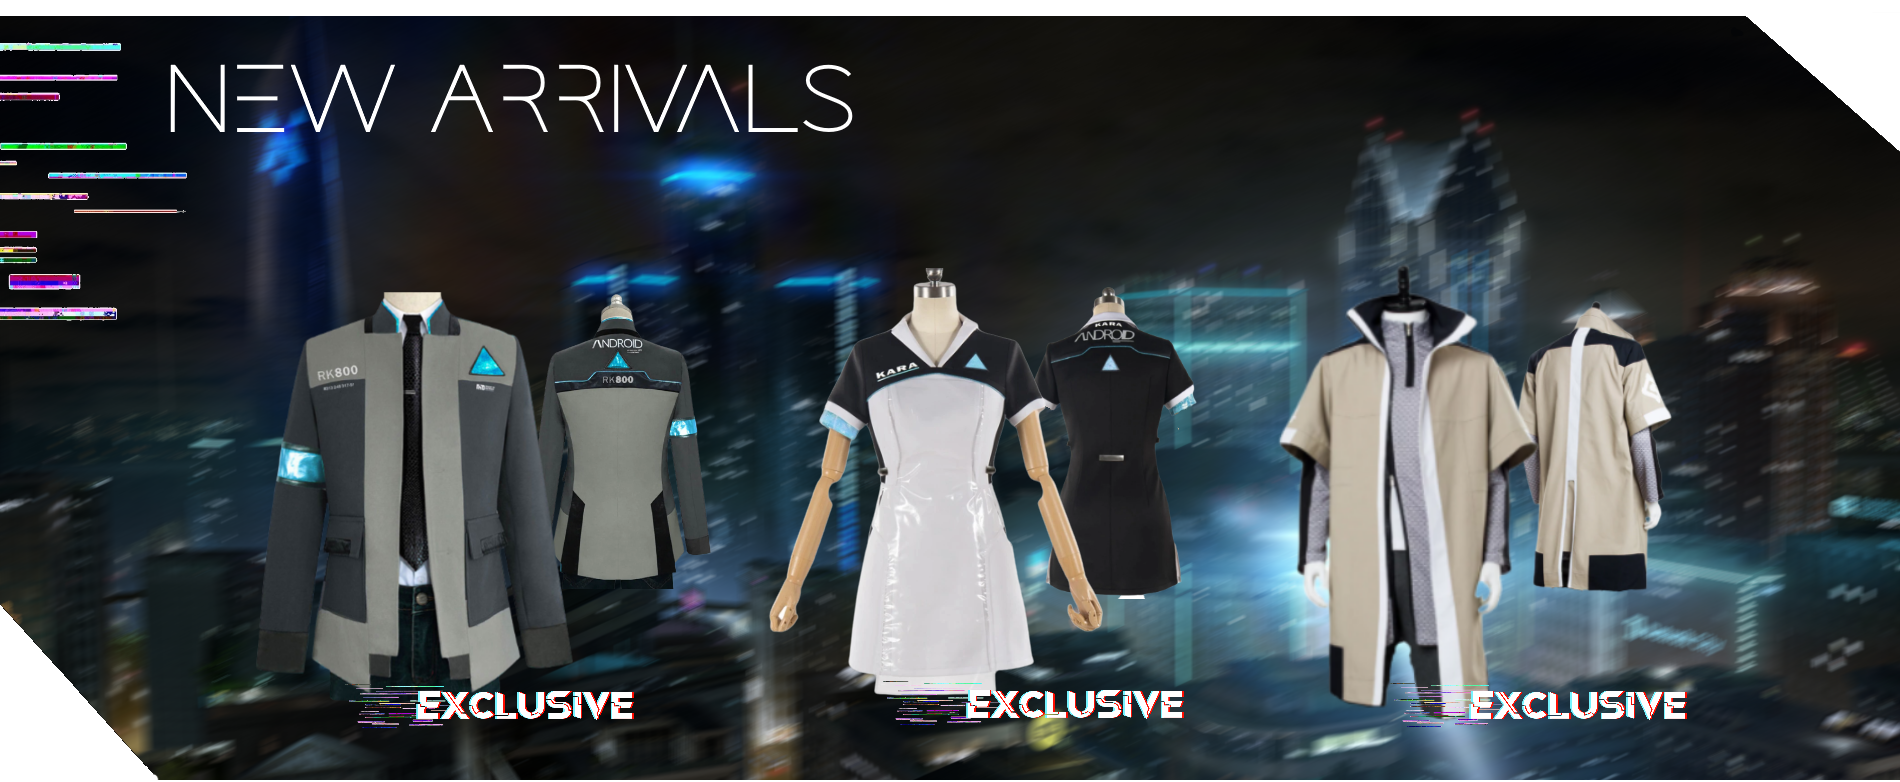 NEW ARRIVALS
RK800
ANDROID
RK800
KARA
KARA
ANDROID
EXCLUSIVE
EXCLUSIVE
EXCLUSIVE